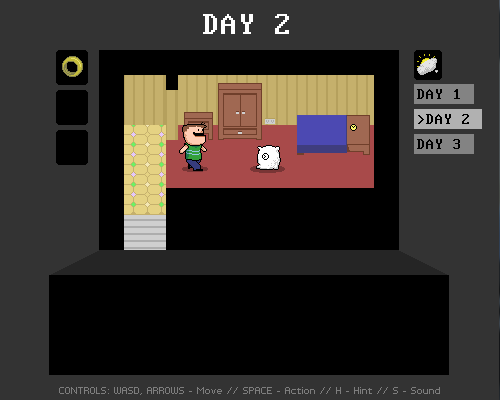 DAY 2
DAY 1
>DAY 2
DAY 3
CONTROLS: WASD, ARROWS - Move // SPACE - Action // H - Hint // S - Sound